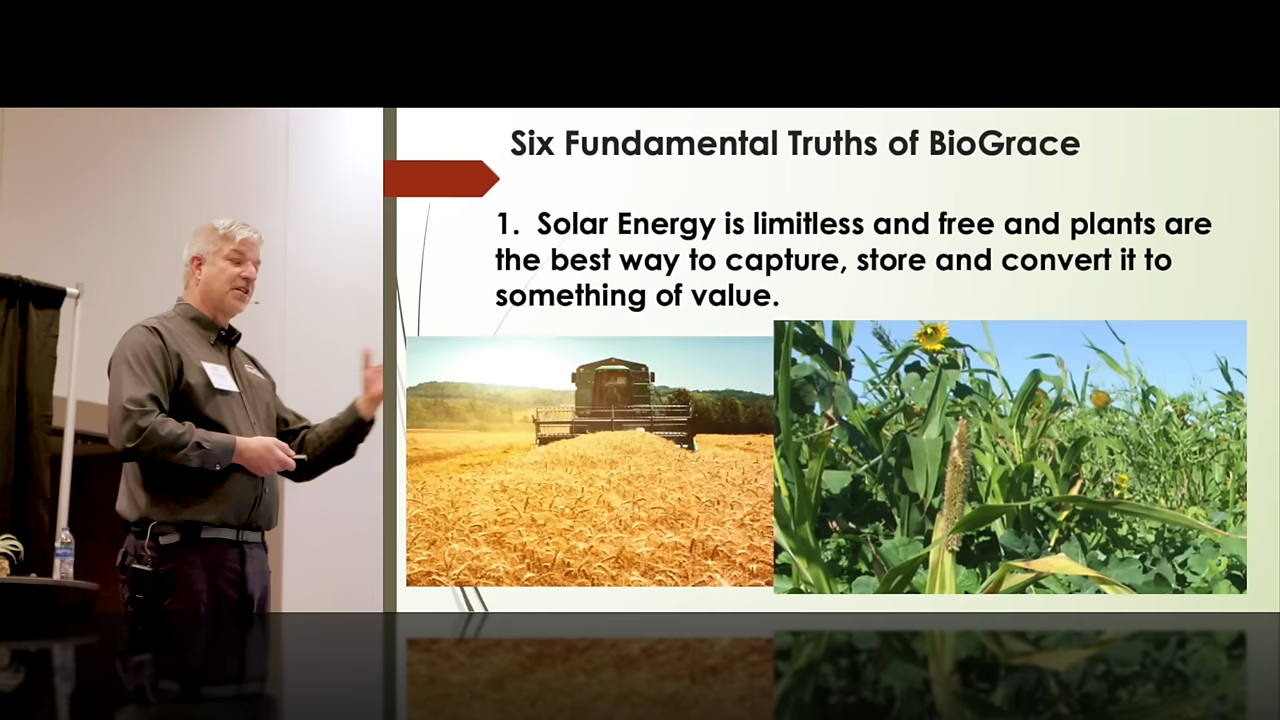 Six Fundamental Truths of BioGrace
1.  Solar Energy is limitless and free and plants are
the best way to capture, store and convert it to
something of value.